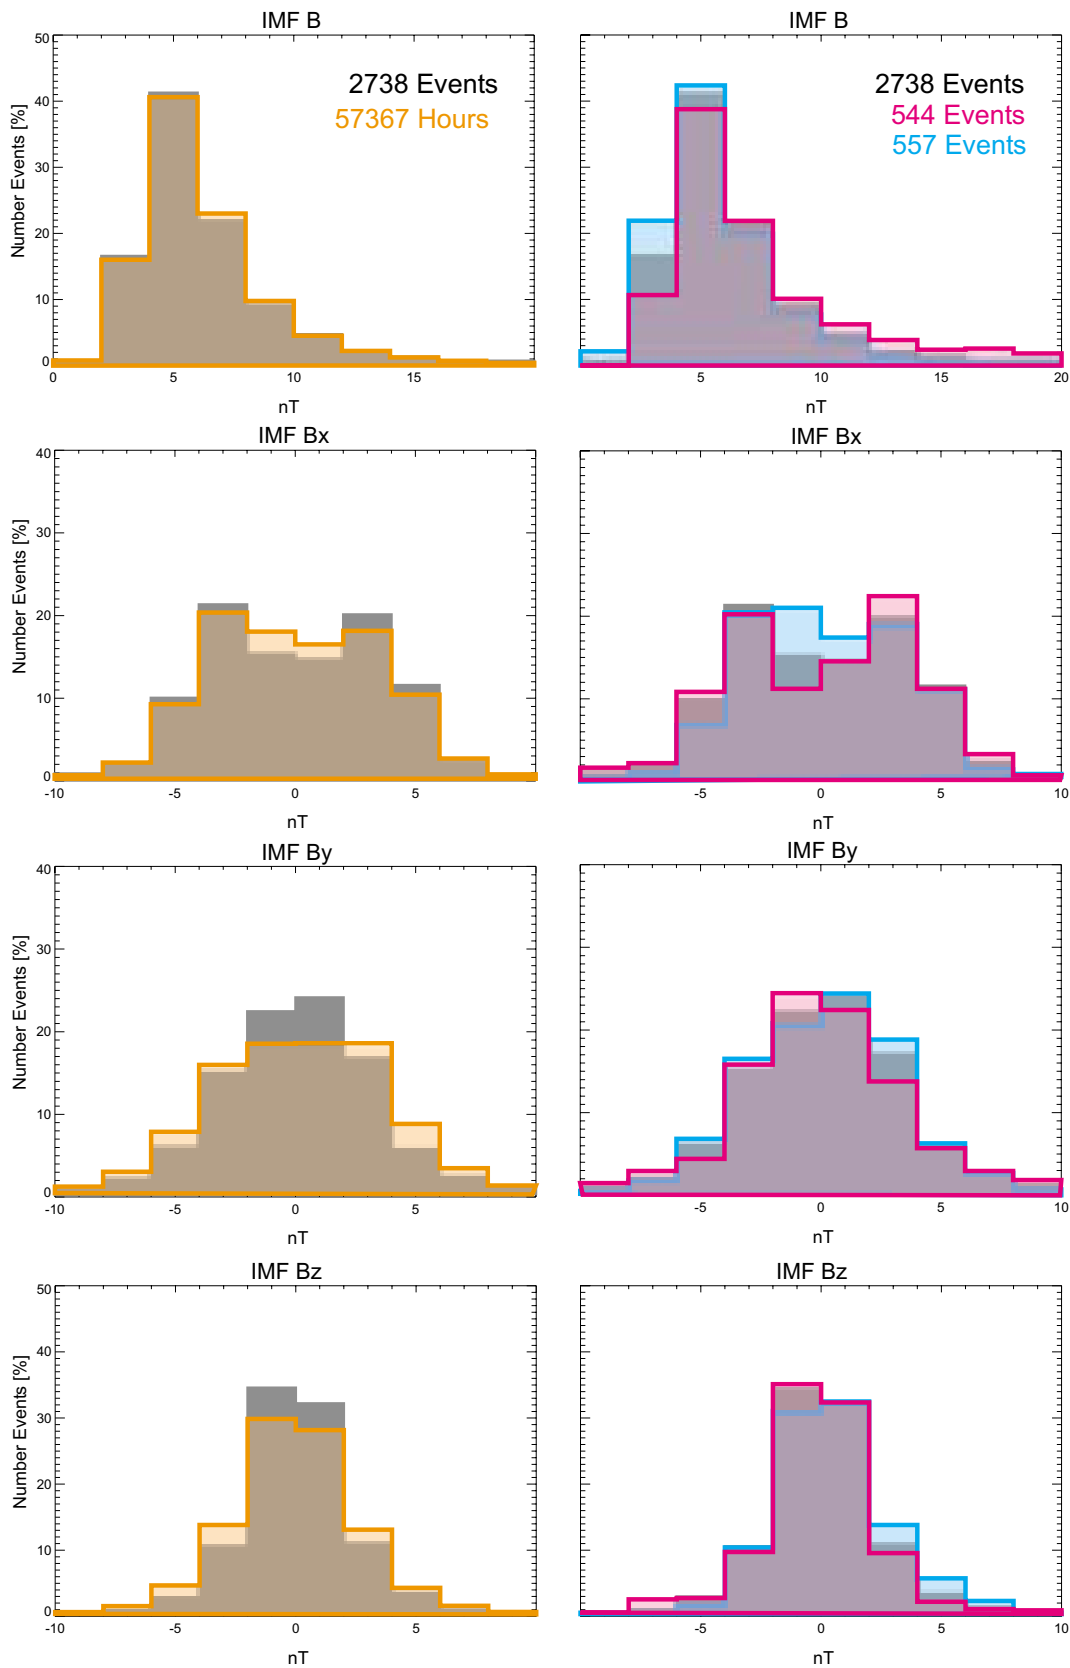 IMF B
Number Events [%]
50
40
30
20
10
0
2738 Events
57367 Hours
0 5 10 15
nT
IMF B
2738 Events
544 Events
557 Events
5 10 15 20
nT
IMF Bx
Number Events [%]
40
30
20
10
0
-10 -5 0 5
nT
IMF Bx
-5 0 5 10
nT
IMF By
Number Events [%]
40
30
20
10
0
-10 -5 0 5
nT
IMF By
-5 0 5 10
nT
IMF Bz
Number Events [%]
50
40
30
20
10
0
-10 -5 0 5
nT
IMF Bz
-5 0 5 10
nT